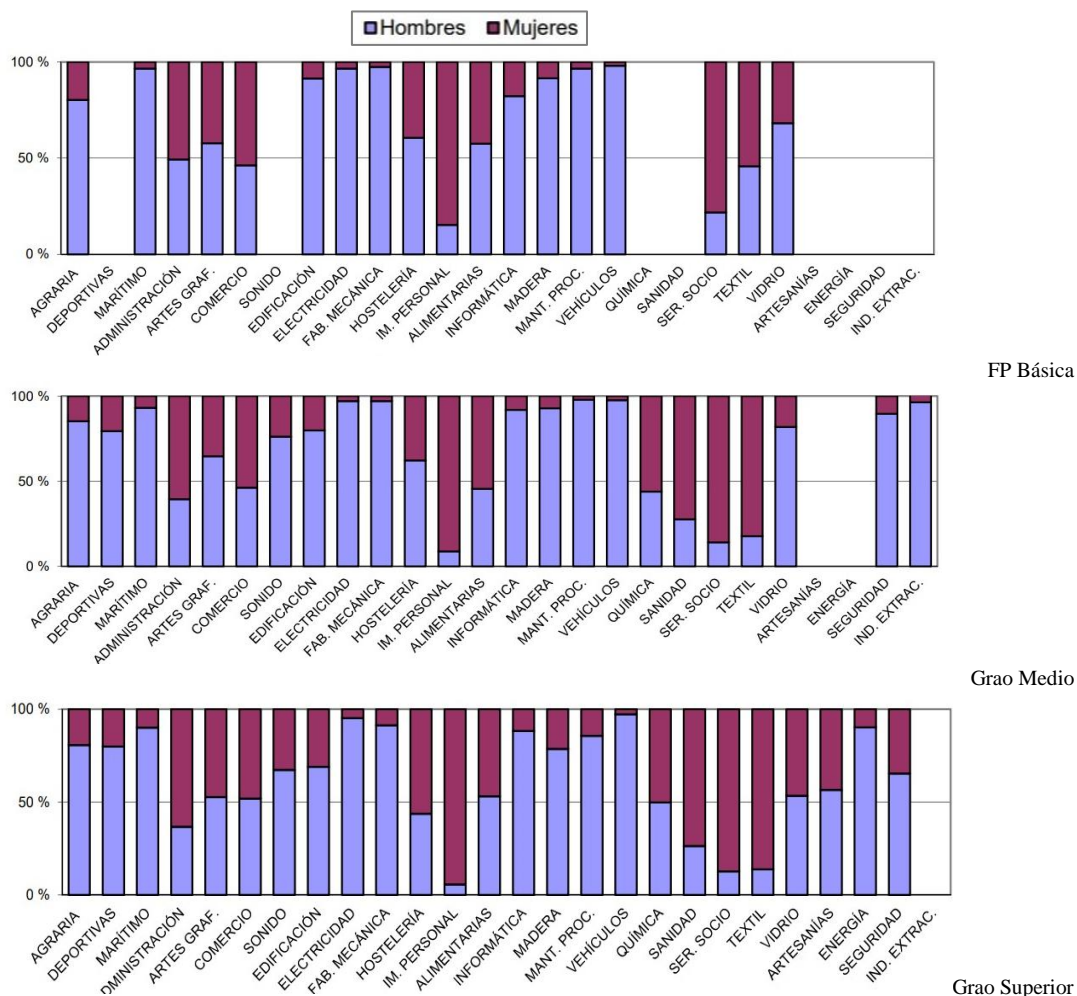 Hombres Mujeres
100 %
50 %
0 %
AGRARIA
DEPORTIVAS
MARÍTIMO
ADMINISTRACIÓN
ARTES GRAF.
COMERCIO
SONIDO
EDIFICACIÓN
ELECTRICIDAD
FAB. MECÁNICA
HOSTELERÍA
IM. PERSONAL
ALIMENTARIAS
INFORMÁTICA
MADERA
MANT. PROC.
VEHÍCULOS
QUÍMICA
SANIDAD
SER. SOCIO
TEXTIL
VIDRIO
ARTESANÍAS
ENERGÍA
SEGURIDAD
IND. EXTRAC.
FP Básica
100 %
50 %
0 %
AGRARIA
DEPORTIVAS
MARÍTIMO
ADMINISTRACIÓN
ARTES GRAF.
COMERCIO
SONIDO
EDIFICACIÓN
ELECTRICIDAD
FAB. MECÁNICA
HOSTELERÍA
IM. PERSONAL
ALIMENTARIAS
INFORMÁTICA
MADERA
MANT. PROC.
VEHÍCULOS
QUÍMICA
SANIDAD
SER. SOCIO
TEXTIL
VIDRIO
ARTESANÍAS
ENERGÍA
SEGURIDAD
IND. EXTRAC.
Grao Medio
100 %
50 %
0 %
AGRARIA
DEPORTIVAS
MARÍTIMO
DMINISTRACIÓN
ARTES GRAF.
COMERCIO
SONIDO
EDIFICACIÓN
ELECTRICIDAD
FAB. MECÁNICA
HOSTELERÍA
IM. PERSONAL
ALIMENTARIAS
INFORMÁTICA
MADERA
MANT. PROC.
VEHÍCULOS
QUÍMICA
SANIDAD
SER. SOCIO
TEXTIL
VIDRIO
ARTESANÍAS
ENERGÍA
SEGURIDAD
IND. EXTRAC.
Grao Superior